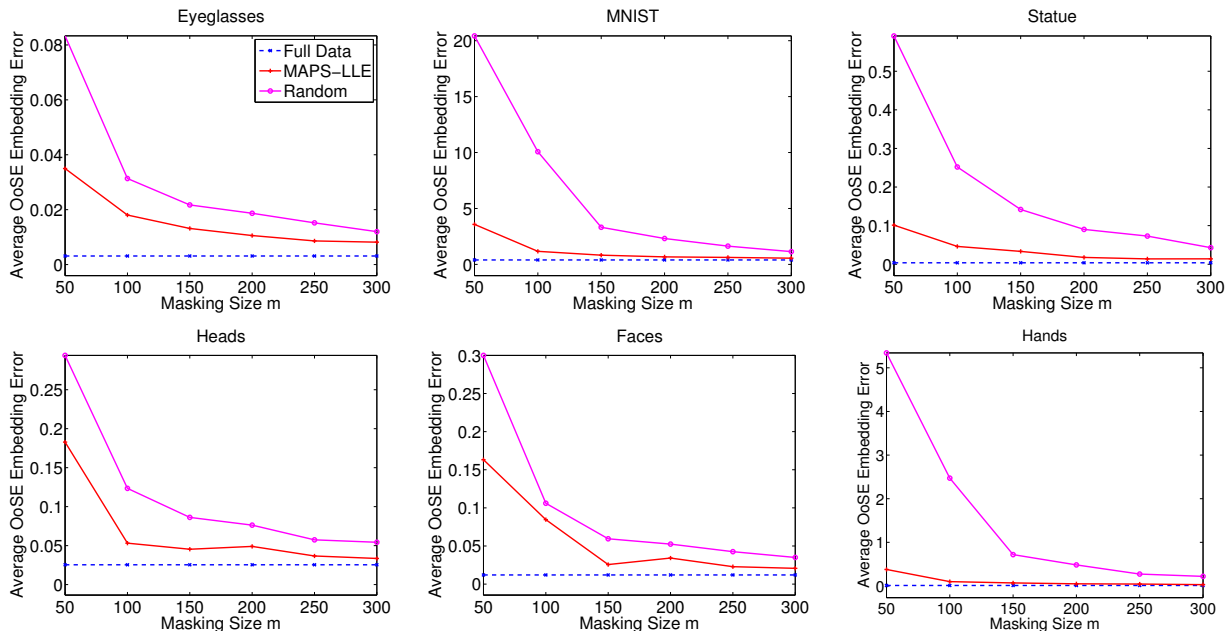 Eyeglasses
Average OoSE Embedding Error
0.08
0.06
0.04
0.02
0
50 100 150 200 250 300
Masking Size m
Full Data
MAPS-LLE
Random
MNIST
Average OoSE Embedding Error
20
15
10
5
0
50 100 150 200 250 300
Masking Size m
Statue
Average OoSE Embedding Error
0.5
0.4
0.3
0.2
0.1
0
50 100 150 200 250 300
Masking Size m
Heads
Average OoSE Embedding Error
0.25
0.2
0.15
0.1
0.05
0
50 100 150 200 250 300
Masking Size m
Faces
Average OoSE Embedding Error
0.3
0.25
0.2
0.15
0.1
0.05
0
50 100 150 200 250 300
Masking Size m
Hands
Average OoSE Embedding Error
5
4
3
2
1
0
50 100 150 200 250 300
Masking Size m